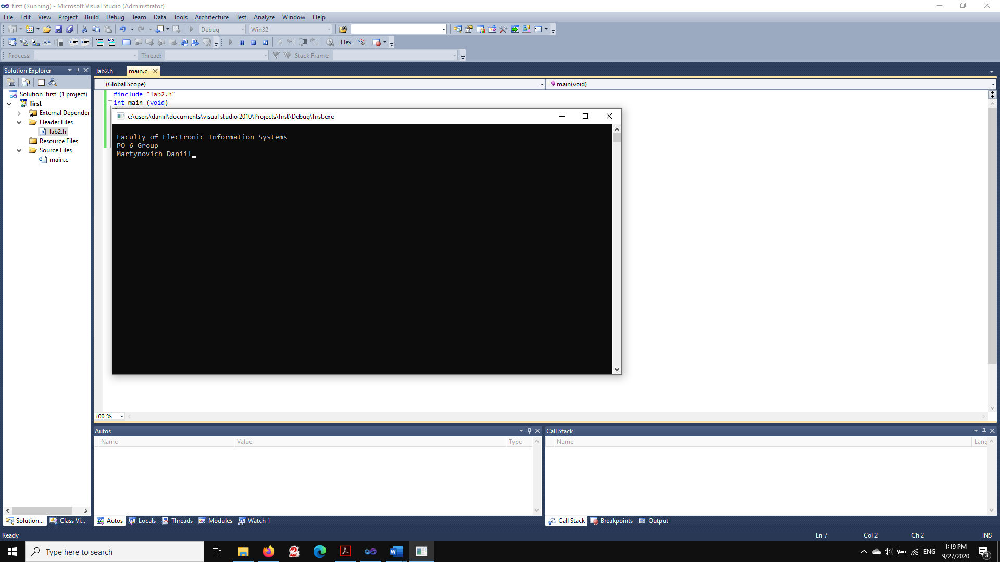 first (Running) - Microsoft Visual Studio (Administrator)
File Edit View Project Build Debug Team Data Tools Architecture Test Analyze Window Help
Debug Win32
Hex
Process: Thread: Stack Frame:
Solution Explorer
lab2.h main.c
(Global Scope) main(void)
Solution 'first' (1 project)
first
External Depender
Header Files
lab2.h
Resource Files
Source Files
main.c
#include "lab2.h"
int main (void)
c:\users\daniil\documents\visual studio 2010\Projects\first\Debug\first.exe
Faculty of Electronic Information Systems
PO-6 Group
Martynovich Daniil
100 %
Autos
Name Value Type
Call Stack
Name Lang
Solution... Class Vi...
Autos Locals Threads Modules Watch 1
Call Stack Breakpoints Output
Ready Ln 7 Col 2 Ch 2 INS
Type here to search
ENG
1:19 PM
9/27/2020
3